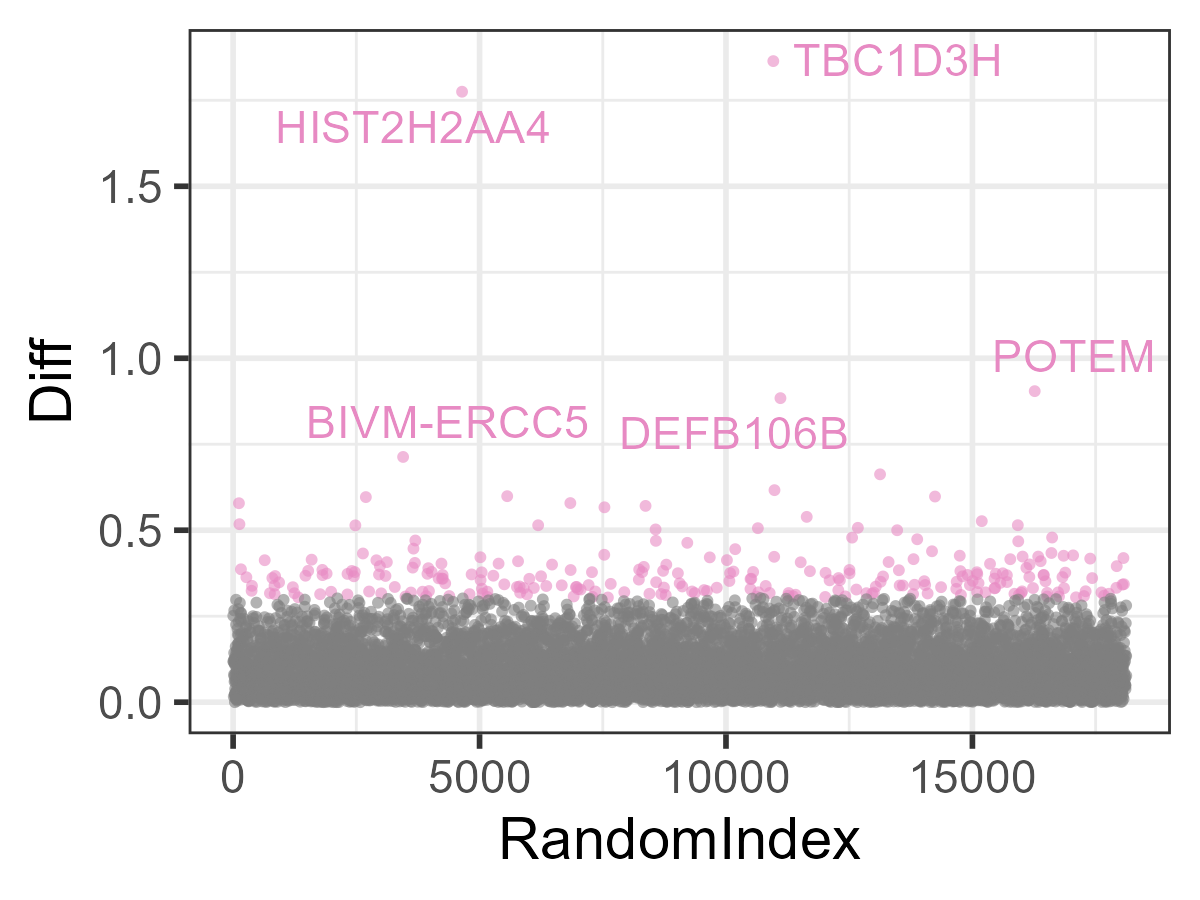 TBC1D3H
HIST2H2AA4
1.5
POTEM
1.0
BIVM-ERCC5
DEFB106B
0.5
0.0
Diff
0 5000 10000 15000
RandomIndex